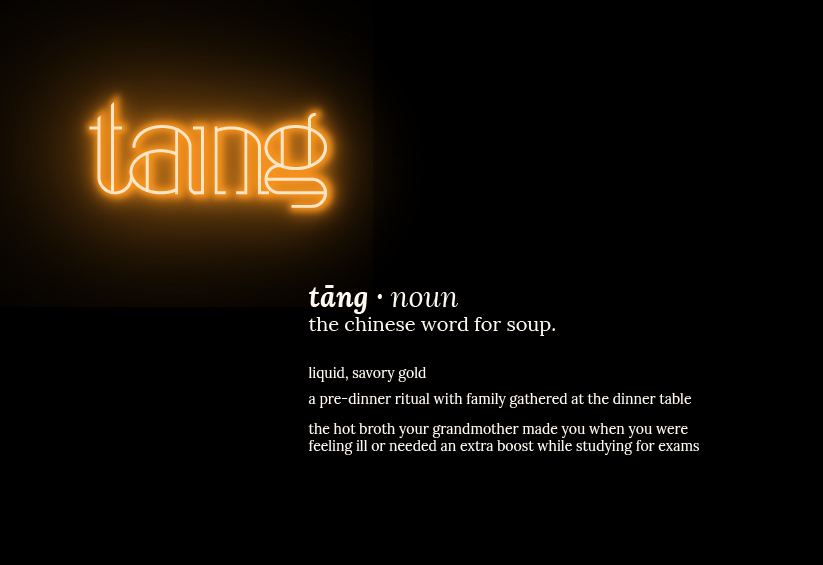 tang
tāng · noun
the chinese word for soup.
liquid, savory gold
a pre-dinner ritual with family gathered at the dinner table
the hot broth your grandmother made you when you were
feeling ill or needed an extra boost while studying for exams